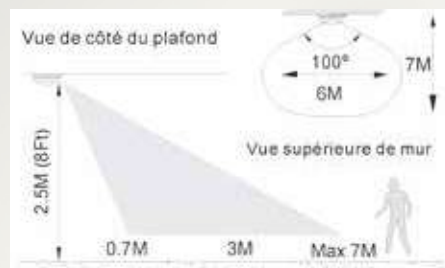 Vue de côté du plafond
100°
6M
7M
2.5M (8Ft)
Vue supérieure de mur
0.7M
3M
Max 7M